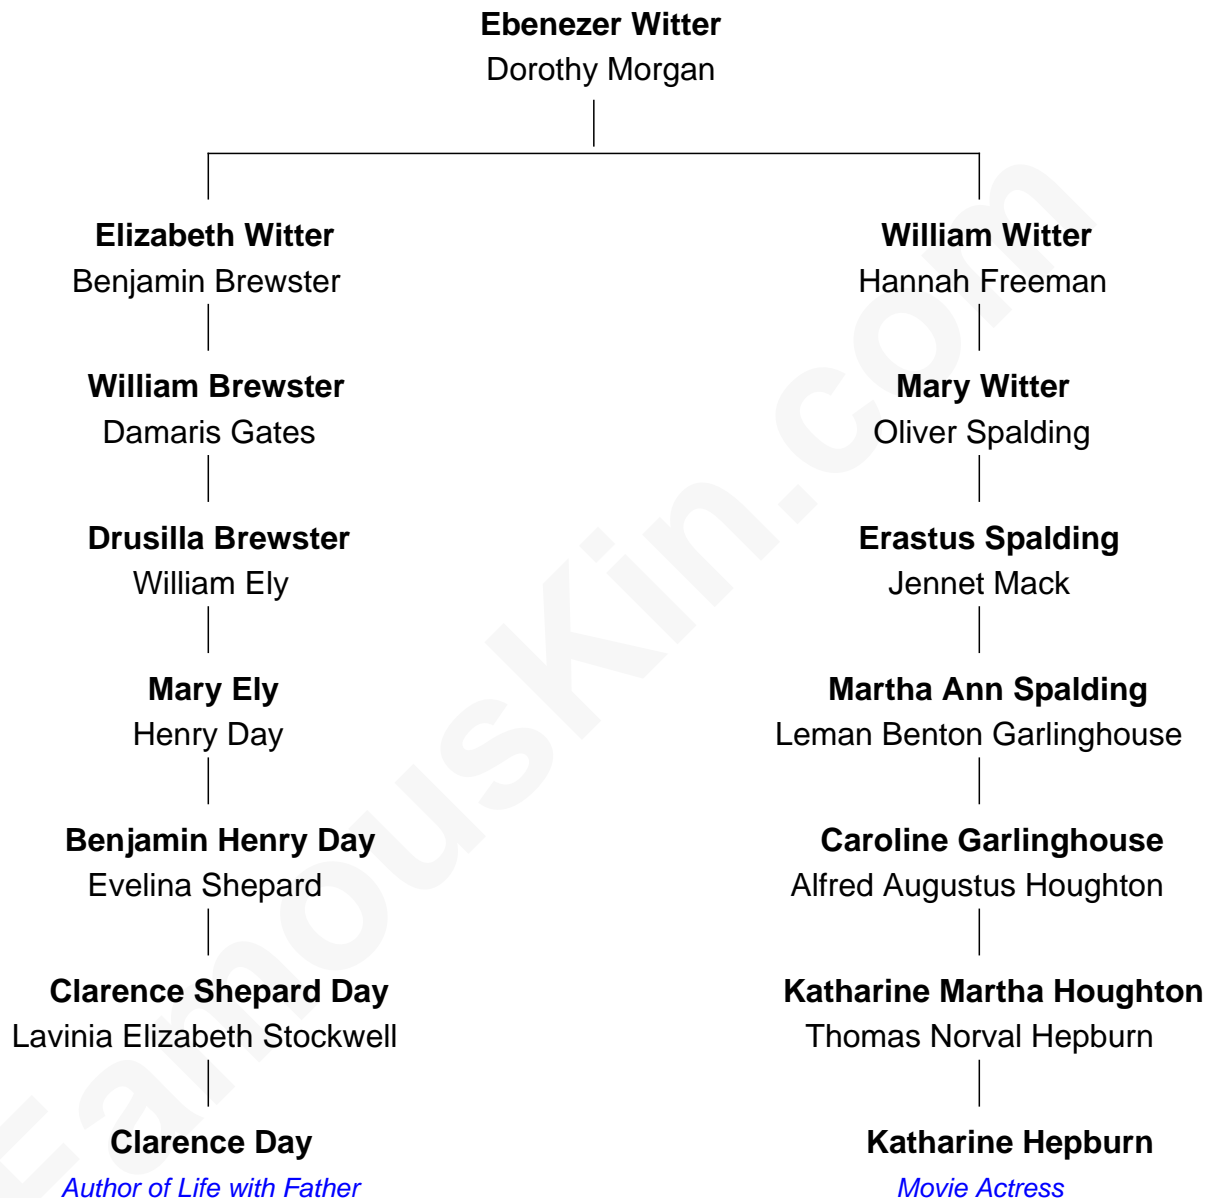 Ebenezer Witter
Dorothy Morgan
Elizabeth Witter
Benjamin Brewster
William Brewster
Damaris Gates
Drusilla Brewster
William Ely
Mary Ely
Henry Day
Benjamin Henry Day
Evelina Shepard
Clarence Shepard Day
Lavinia Elizabeth Stockwell
Clarence Day
Author of Life with Father
William Witter
Hannah Freeman
Mary Witter
Oliver Spalding
Erastus Spalding
Jennet Mack
Martha Ann Spalding
Leman Benton Garlinghouse
Caroline Garlinghouse
Alfred Augustus Houghton
Katharine Martha Houghton
Thomas Norval Hepburn
Katharine Hepburn
Movie Actress
FamousKin.com